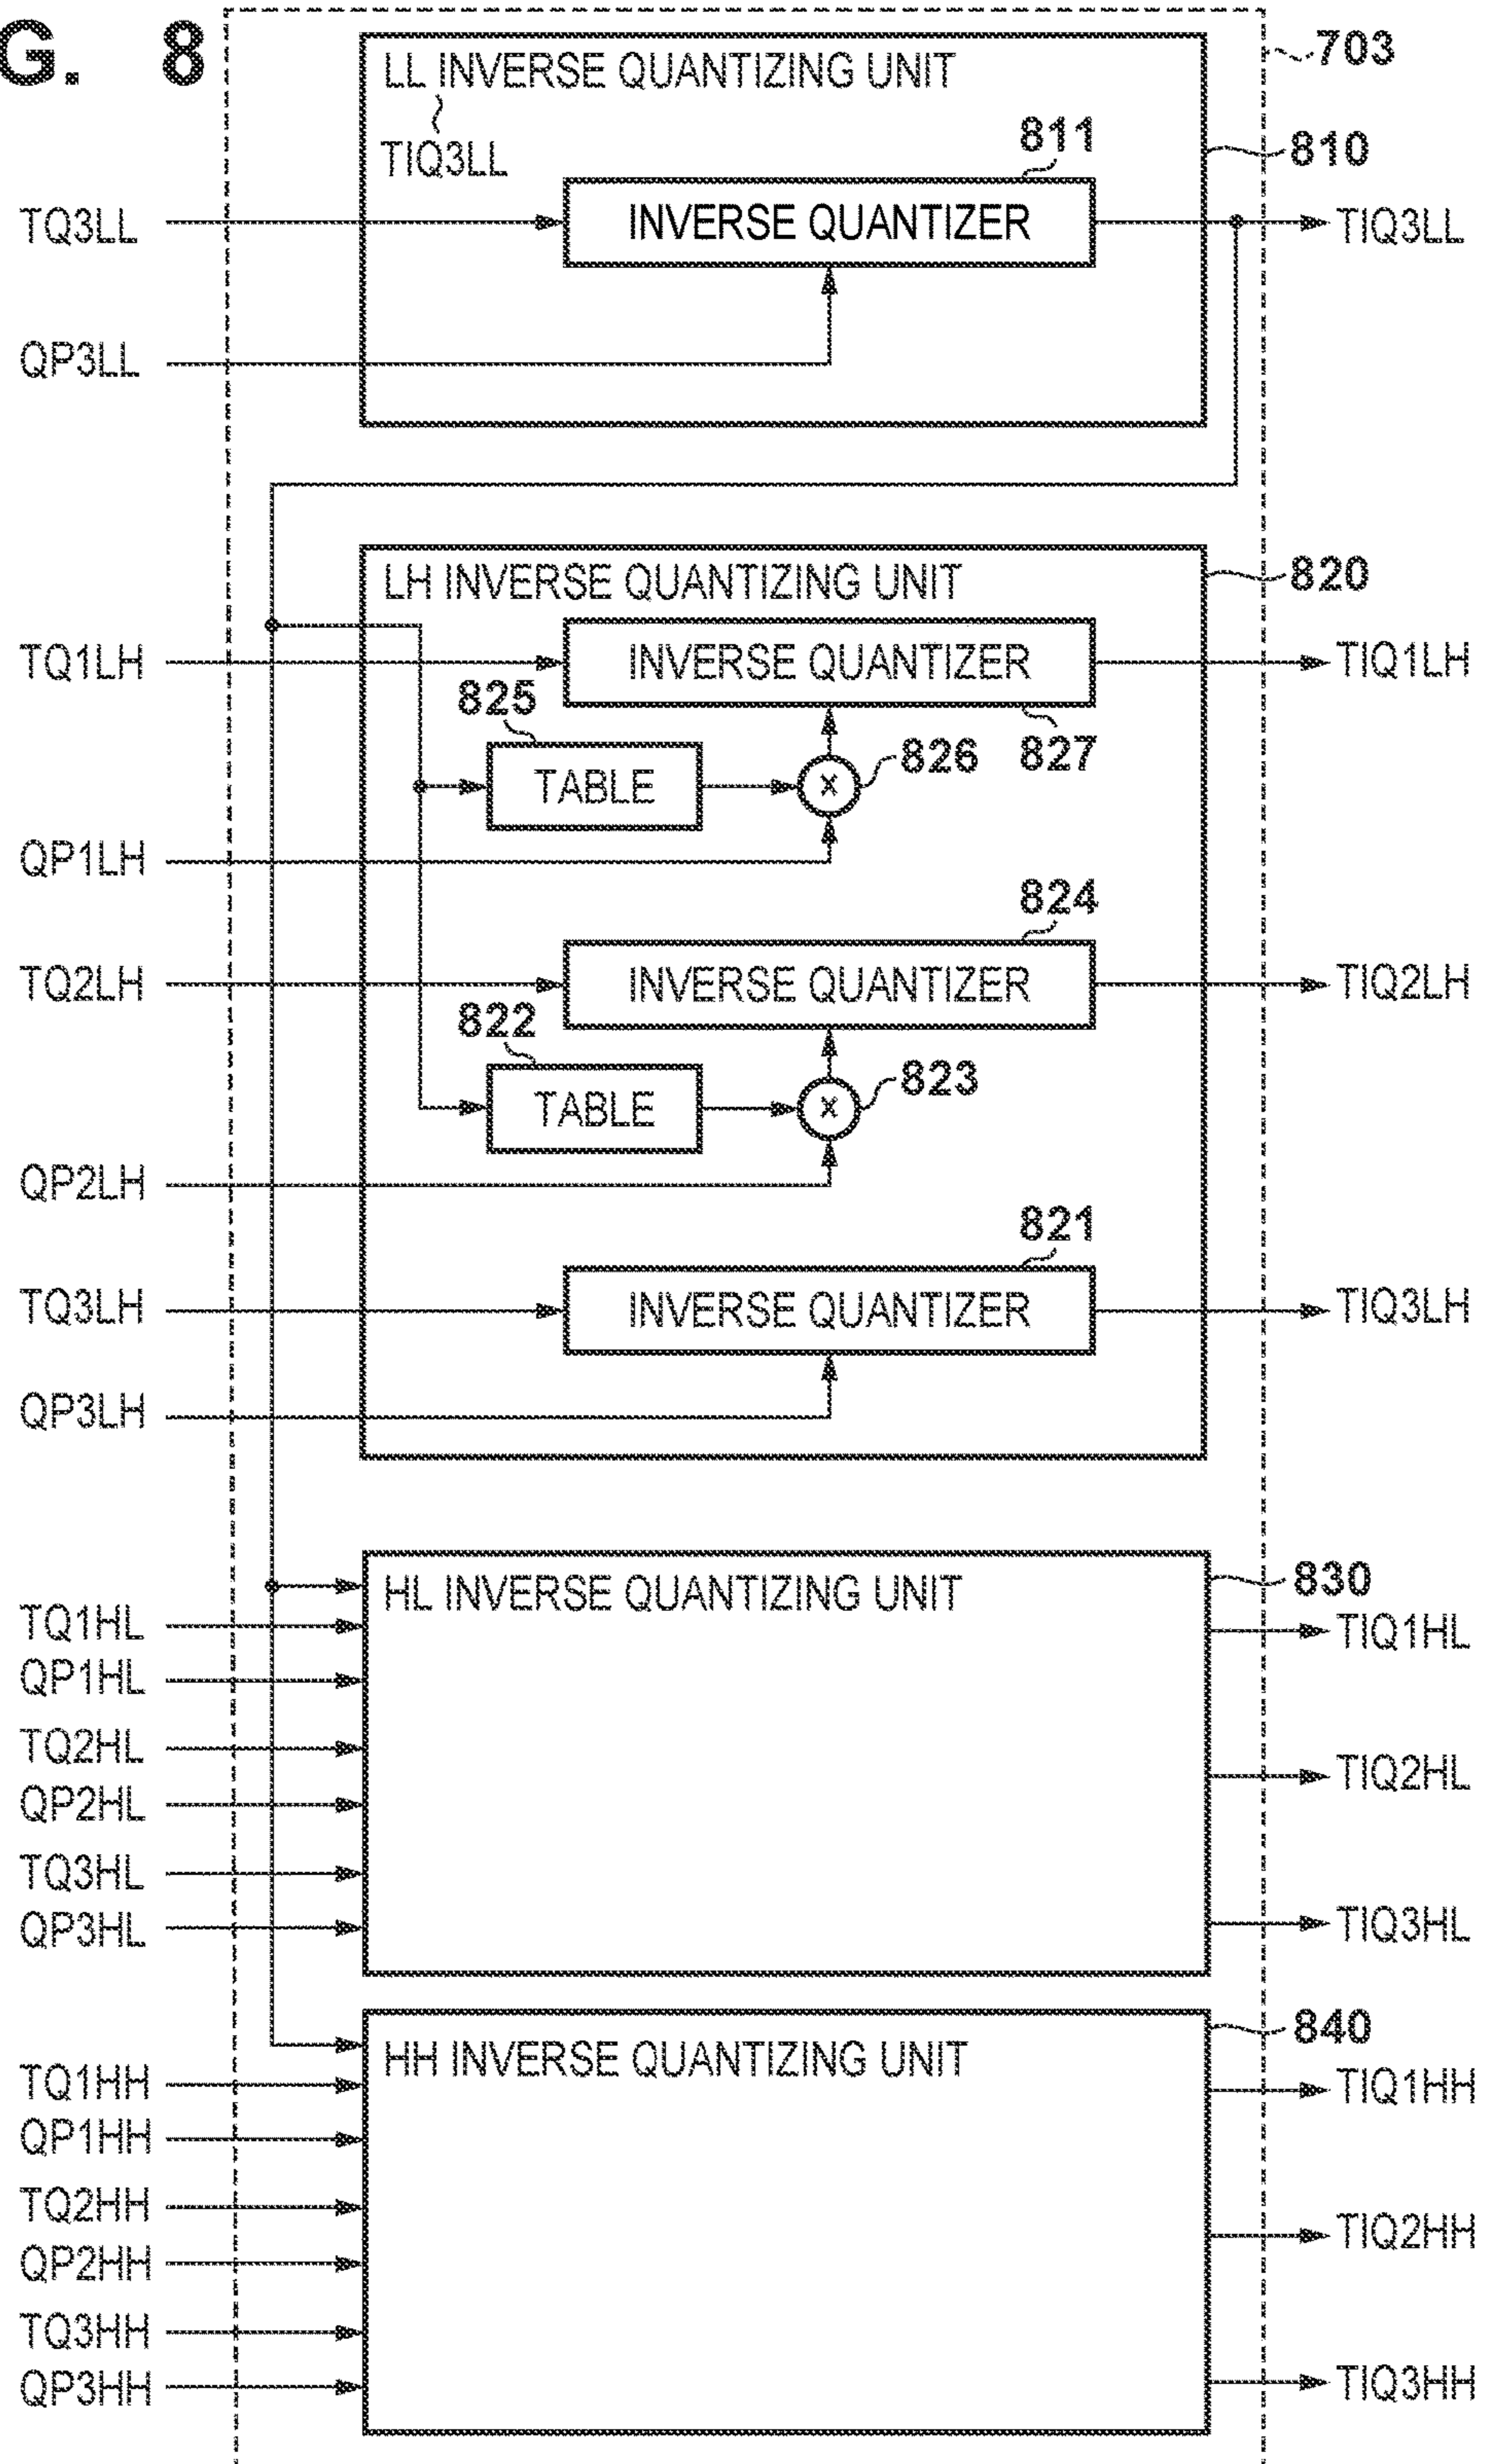 G. 8
703
LL INVERSE QUANTIZING UNIT
TIQ3LL
811
810
TQ3LL
INVERSE QUANTIZER
TIQ3LL
QP3LL
LH INVERSE QUANTIZING UNIT
820
TQ1LH
INVERSE QUANTIZER
TIQ1LH
825
827
826
TABLE
x
QP1LH
824
TQ2LH
INVERSE QUANTIZER
TIQ2LH
822
823
TABLE
x
QP2LH
821
TQ3LH
INVERSE QUANTIZER
TIQ3LH
QP3LH
HL INVERSE QUANTIZING UNIT
830
TQ1HL
TIQ1HL
QP1HL
TQ2HL
TIQ2HL
QP2HL
TQ3HL
QP3HL
TIQ3HL
840
HH INVERSE QUANTIZING UNIT
TQ1HH
TIQ1HH
QP1HH
TQ2HH
TIQ2HH
QP2HH
TQ3HH
QP3HH
TIQ3HH